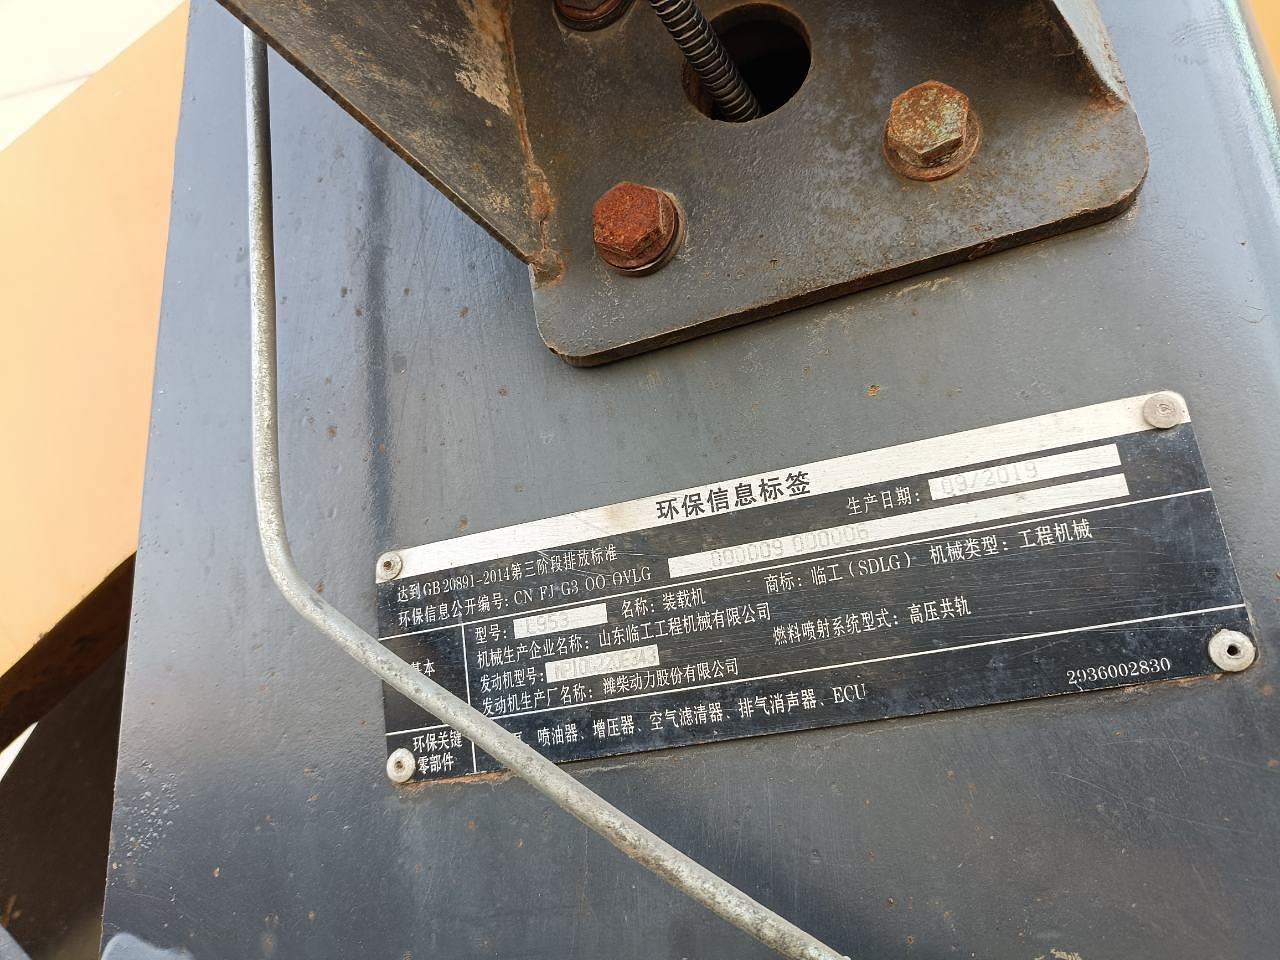 环保信息标签
达到GB 20891-2014第三阶段排放标准 生产日期: 09/2019
环保信息公开编号: CN FJ G3 OO OVLG 000009 000006
基本
型号: L953 名称: 装载机 商标: 临工 (SDLG) 机械类型: 工程机械
机械生产企业名称: 山东临工工程机械有限公司
发动机型号: 燃料喷射系统型式: 高压共轨
发动机生产厂名称: 潍柴动力股份有限公司
环保关键零部件 泵、喷油器、增压器、空气滤清器、排气消声器、ECU
2936002830